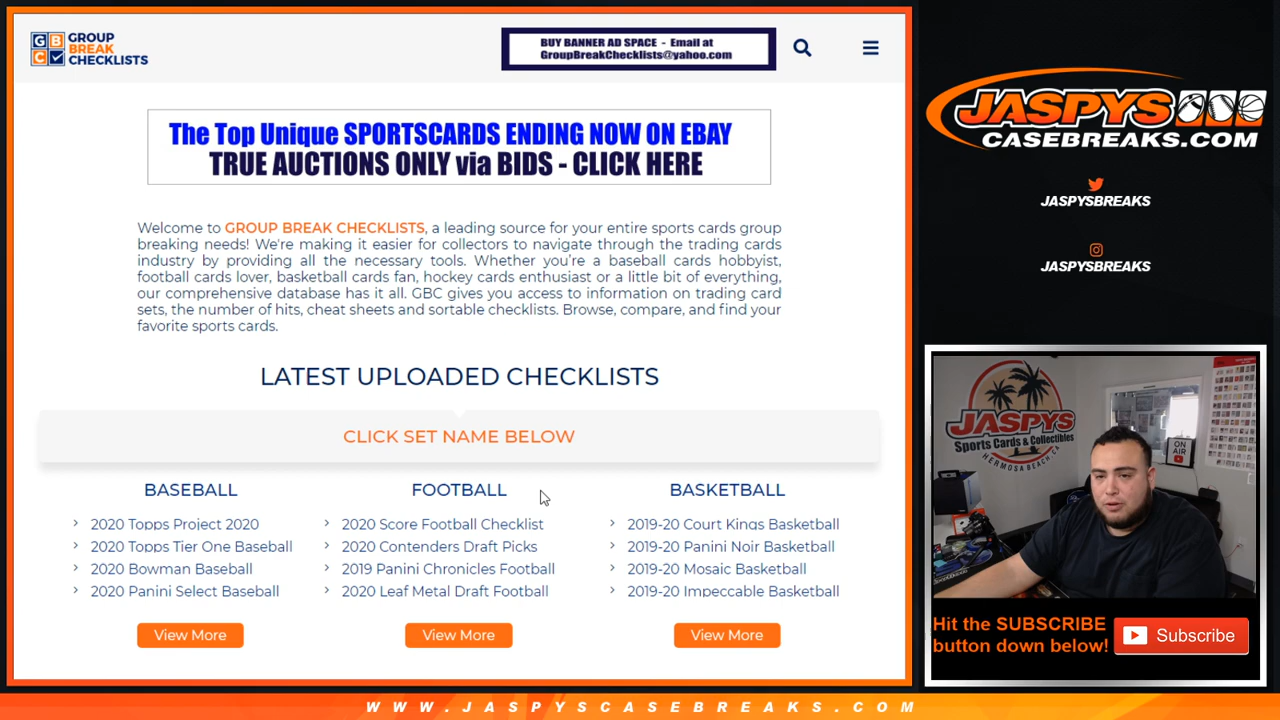 GBC GROUP
BREAK
CHECKLISTS
BUY BANNER AD SPACE - Email at
GroupBreakChecklists@yahoo.com
The Top Unique SPORTSCARDS ENDING NOW ON EBAY
TRUE AUCTIONS ONLY via BIDS - CLICK HERE
Welcome to GROUP BREAK CHECKLISTS, a leading source for your entire sports cards group
breaking needs! We're making it easier for collectors to navigate through the trading cards
industry by providing all the necessary tools. Whether you're a baseball cards hobbyist,
football cards lover, basketball cards fan, hockey cards enthusiast or a little bit of everything,
our comprehensive database has it all. GBC gives you access to information on trading card
sets, the number of hits, cheat sheets and sortable checklists. Browse, compare, and find your
favorite sports cards.
LATEST UPLOADED CHECKLISTS
CLICK SET NAME BELOW
BASEBALL
2020 Topps Project 2020
2020 Topps Tier One Baseball
2020 Bowman Baseball
2020 Panini Select Baseball
View More
FOOTBALL
2020 Score Football Checklist
2020 Contenders Draft Picks
2019 Panini Chronicles Football
2020 Leaf Metal Draft Football
View More
BASKETBALL
2019-20 Court Kings Basketball
2019-20 Panini Noir Basketball
2019-20 Mosaic Basketball
2019-20 Impeccable Basketball
View More
JASPYS
CASEBREAKS.COM
JASPYSBREAKS
JASPYSBREAKS
JASPYS
Sports Cards & Collectibles
HERMOSA BEACH CA
ON AIR
Hit the SUBSCRIBE
button down below!
Subscribe
WWW.JASPYSCASEBREAKS.COM